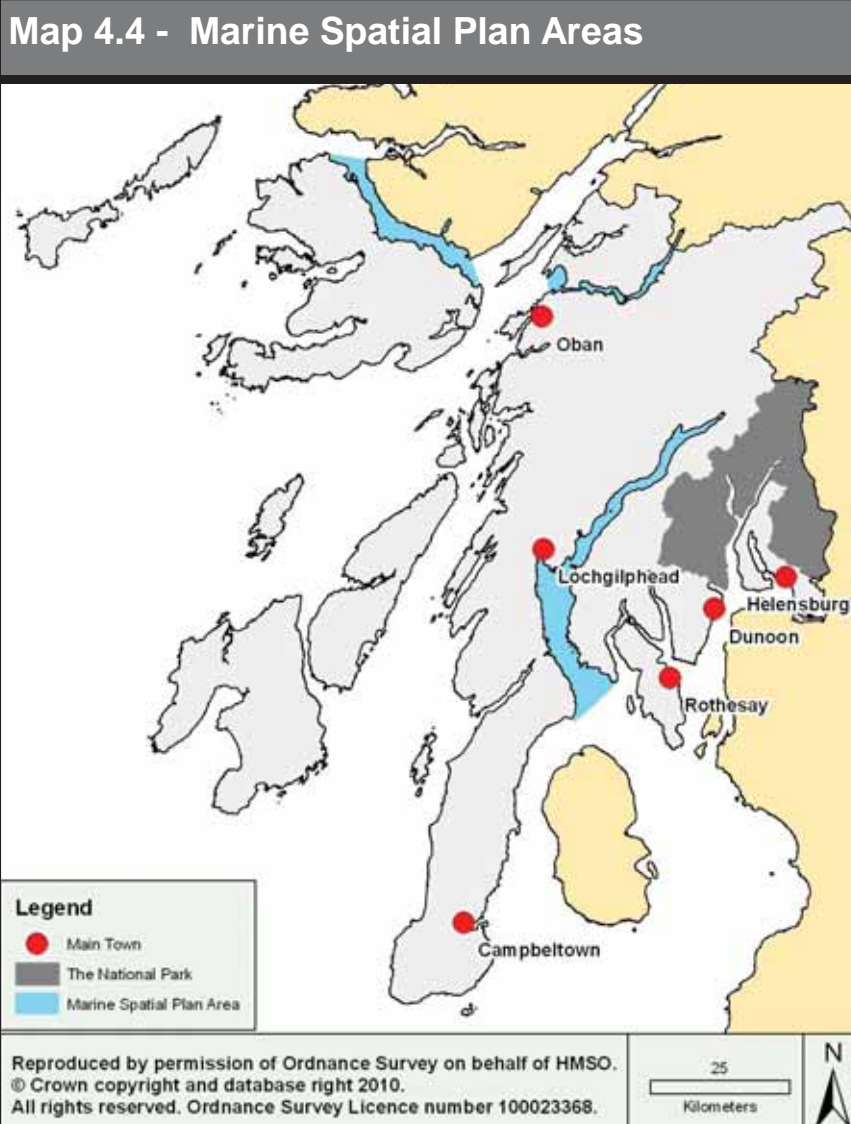 Map 4.4 - Marine Spatial Plan Areas
Oban
Lochgilphead
Helensburg
Dunoon
Rothesay
Campbeltown
Legend
Main Town
The National Park
Marine Spatial Plan Area
Reproduced by permission of Ordnance Survey on behalf of HMSO.
© Crown copyright and database right 2010.
All rights reserved. Ordnance Survey Licence number 100023368.
25
Kilometers
N